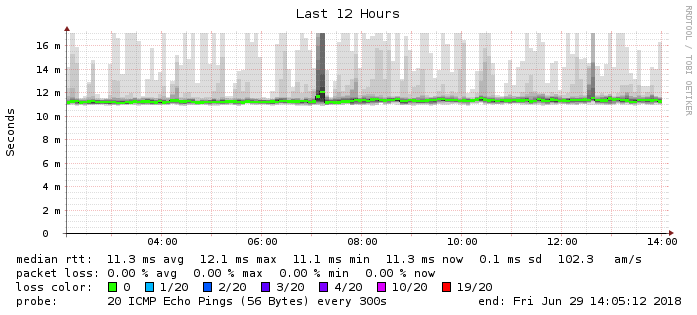 Last 12 Hours
RRDTOOL / TOBI OETIKER
Seconds
16 m
14 m
12 m
10 m
8 m
6 m
4 m
2 m
0
04:00 06:00 08:00 10:00 12:00 14:00
median rtt: 11.3 ms avg 12.1 ms max 11.1 ms min 11.3 ms now 0.1 ms sd 102.3 am/s
packet loss: 0.00 % avg 0.00 % max 0.00 % min 0.00 % now
loss color: 0 1/20 2/20 3/20 4/20 10/20 19/20
probe: 20 ICMP Echo Pings (56 Bytes) every 300s end: Fri Jun 29 14:05:12 2018